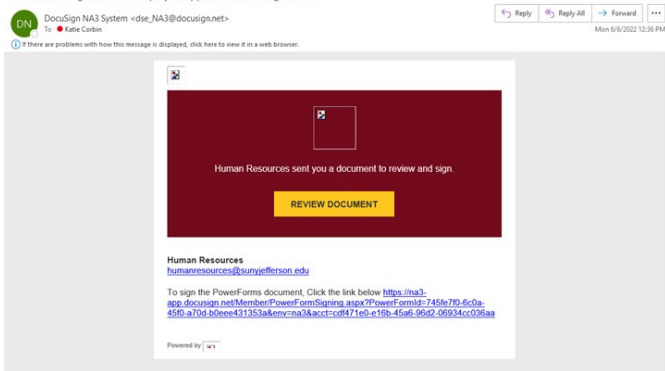 DN
DocuSign NA3 System <dse_NA3@docusign.net>
To Katie Corbin
Reply
Reply All
Forward
Mon 6/6/2022 12:36 PM
If there are problems with how this message is displayed, click here to view it in a web browser.
Human Resources sent you a document to review and sign.
REVIEW DOCUMENT
Human Resources
humanresources@sunyjefferson.edu
To sign the PowerForms document, Click the link below https://na3-
app.docusign.net/Member/PowerFormSigning.aspx?PowerFormId=745fe7f0-6c0a-
45f0-a70d-b0eee431353a&env=na3&acct=cdf471e0-e16b-45a6-96d2-06934cc036aa
Powered by